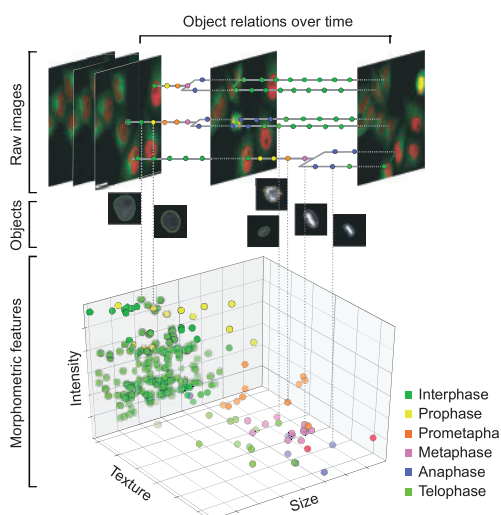 Object relations over time
Raw images
Objects
Morphometric features
Intensity
Texture
Size
Interphase
Prophase
Prometapha
Metaphase
Anaphase
Telophase